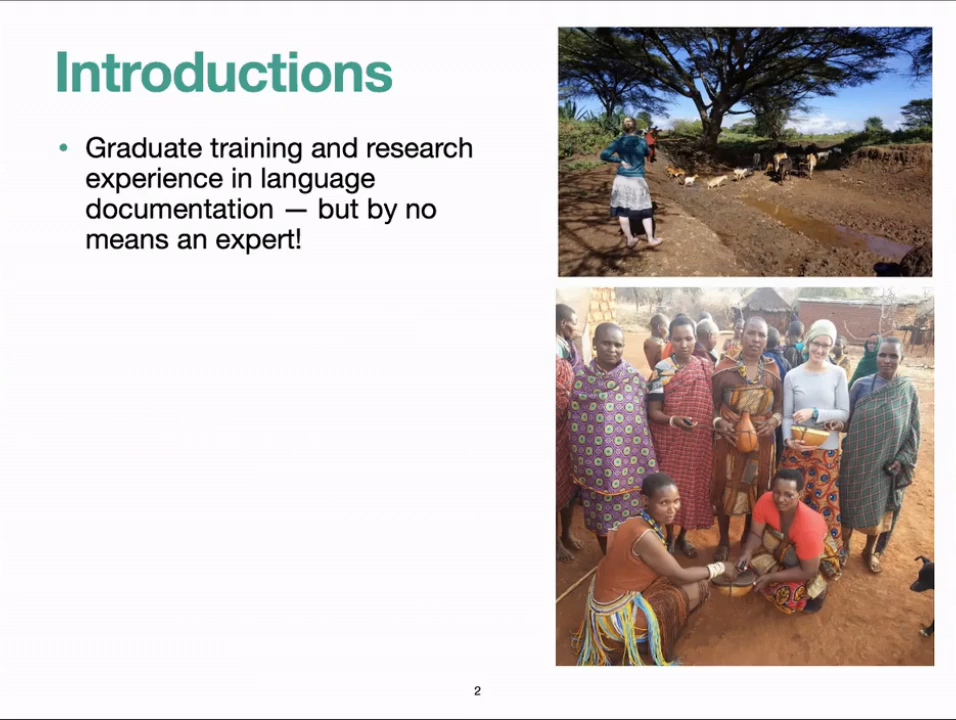 Introductions
• Graduate training and research
experience in language
documentation — but by no
means an expert!
2